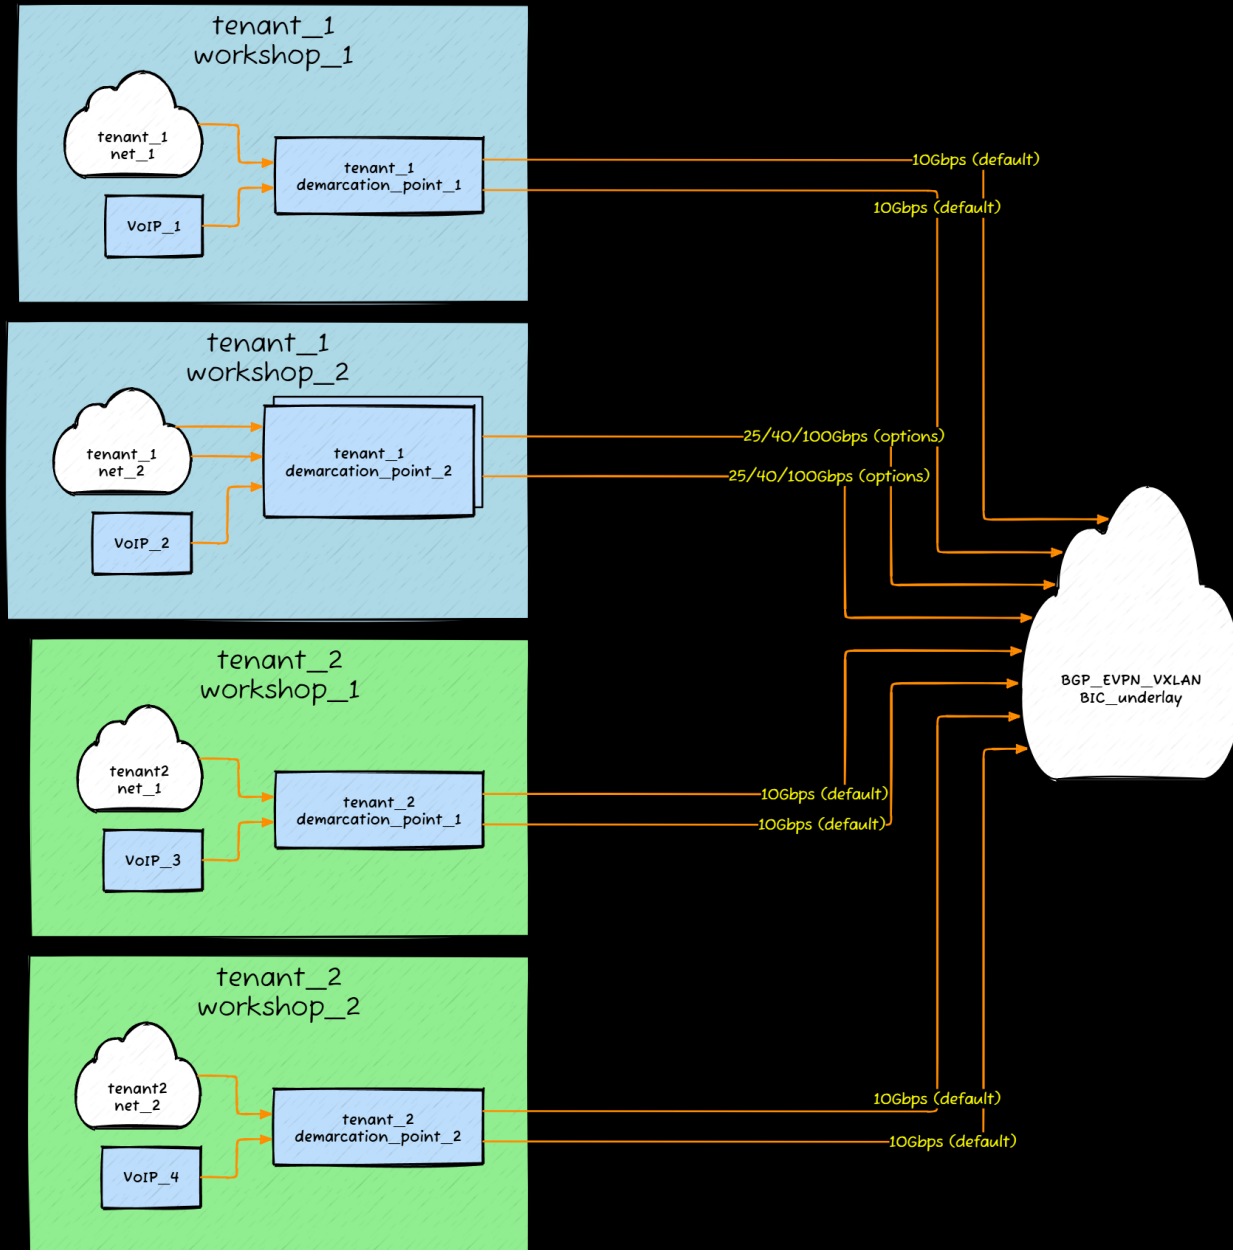 tenant_1
workshop_1
tenant_1
net_1
VoIP_1
tenant_1
demarcation_point_1
10Gbps (default)
10Gbps (default)
tenant_1
workshop_2
tenant_1
net_2
VoIP_2
tenant_1
demarcation_point_2
25/40/100Gbps (options)
25/40/100Gbps (options)
BGP_EVPN_VXLAN
BIC_underlay
tenant_2
workshop_1
tenant2
net_1
VoIP_3
tenant_2
demarcation_point_1
10Gbps (default)
10Gbps (default)
tenant_2
workshop_2
tenant2
net_2
VoIP_4
tenant_2
demarcation_point_2
10Gbps (default)
10Gbps (default)